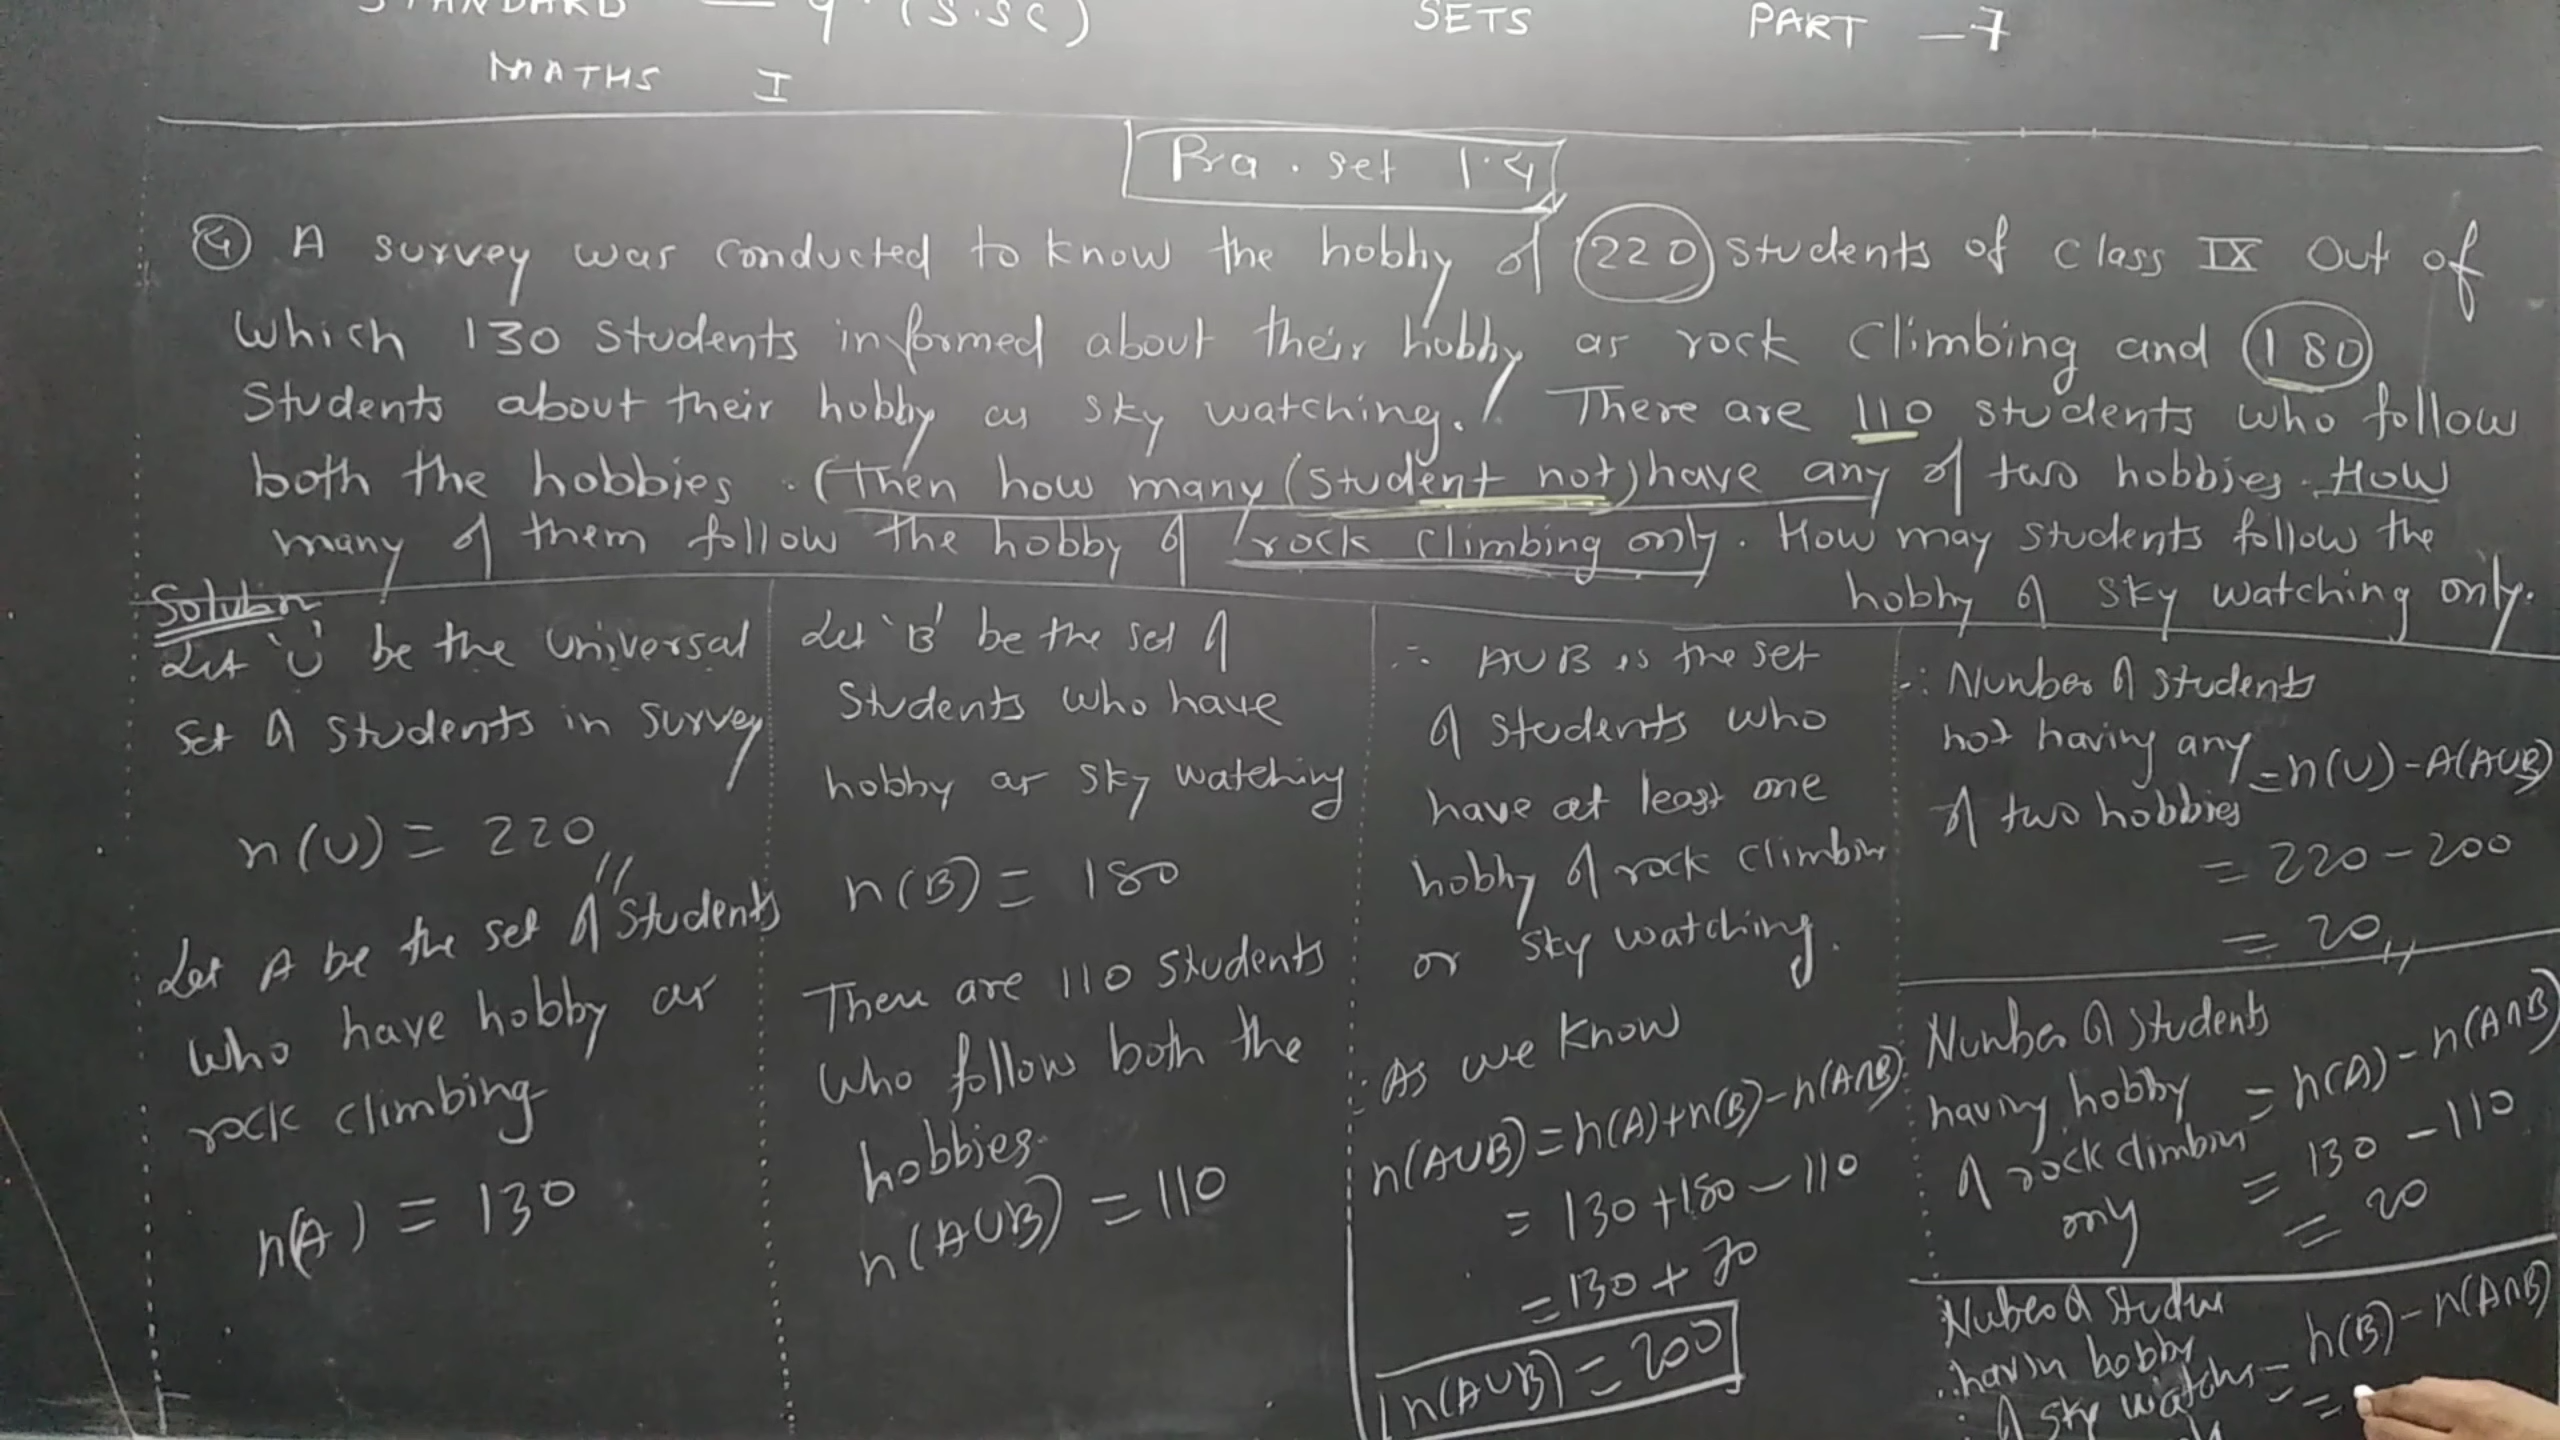 STANDARD - 9. (S.SC)
SETS
PART - 7
MATHS I
Pra. set 1.4
④ A survey was conducted to know the hobby of 220 students of class IX Out of
Which 130 students informed about their hobby as rock Climbing and 180
Students about their hobby as sky watching. There are 110 students who follow
both the hobbies. (Then how many (student not) have any of two hobbies. How
many of them follow the hobby of rock Climbing only. How may students follow the
hobby of sky watching only.
Solution
Let 'U' be the Universal
set of students in survey
n(U) = 220
Let A be the set of students
who have hobby as
rock climbing
n(A) = 130
Let 'B' be the set of
Students who have
hobby as sky watching
n(B) = 180
There are 110 students
who follow both the
hobbies.
n(A∪B) = 110
∴ A∪B is the set
of students who
have at least one
hobby of rock climbing
or sky watching.
∴ As we know
n(A∪B) = n(A)+n(B)-n(A∩B)
= 130+180-110
= 130 + 70
n(A∪B) = 200
∴ Number of students
not having any = n(U) - A(A∪B)
of two hobbies
= 220 - 200
= 20
Number of students
having hobby = n(A) - n(A∩B)
of rock climbing = 130 - 110
only = 20
having hobby
of sky = n(B) - n(A∩B)
=